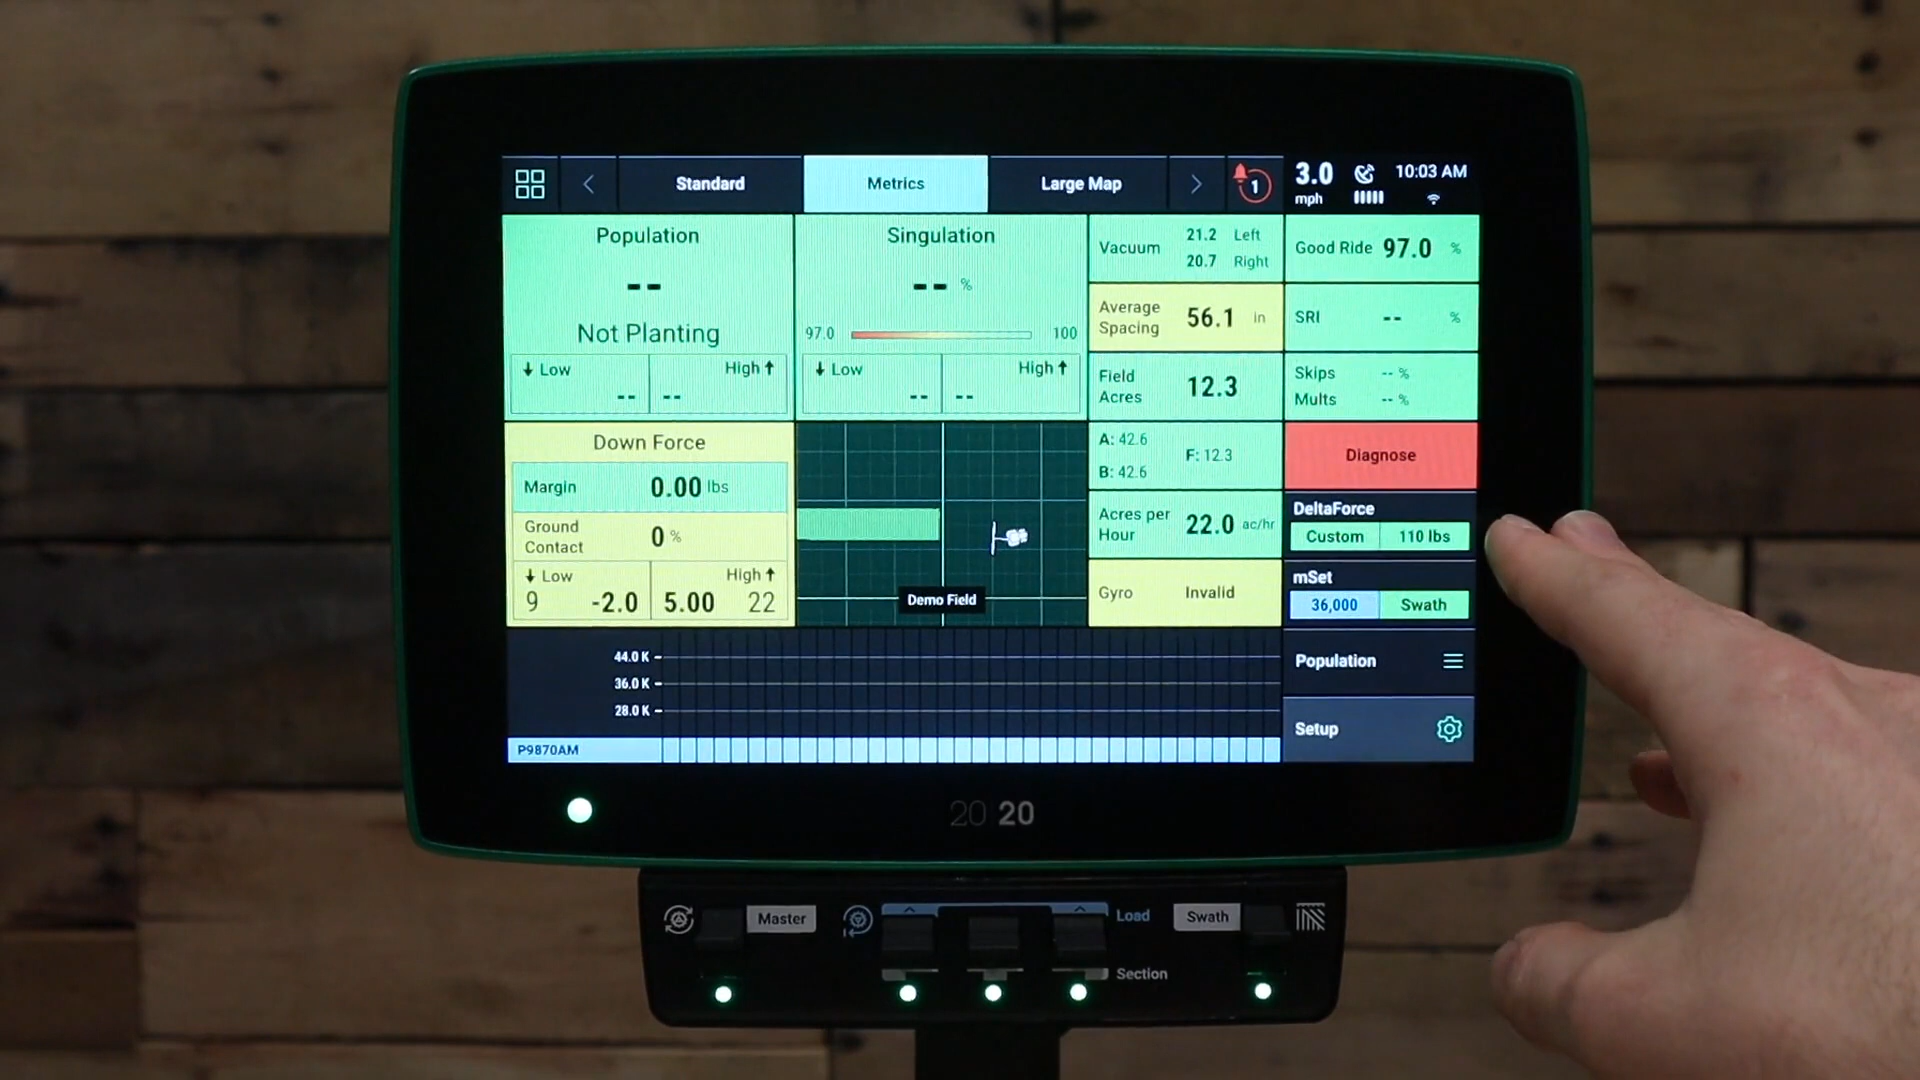 Standard
Metrics
Large Map
1
3.0
mph
10:03 AM
Population
--
Not Planting
Low
--
High
--
Singulation
-- %
97.0
100
Low
--
High
--
Vacuum
21.2 Left
20.7 Right
Good Ride 97.0 %
Average
Spacing
56.1 in
SRI -- %
Field
Acres
12.3
Skips -- %
Mults -- %
Down Force
Margin 0.00 lbs
Ground
Contact
0 %
Low
9 -2.0
High
5.00 22
Demo Field
A: 42.6
B: 42.6
F: 12.3
Diagnose
Acres per
Hour
22.0 ac/hr
DeltaForce
Custom 110 lbs
Gyro Invalid
mSet
36,000 Swath
44.0 K
36.0 K
28.0 K
Population
P9870AM
Setup
20 20
Master
Load
Swath
Section